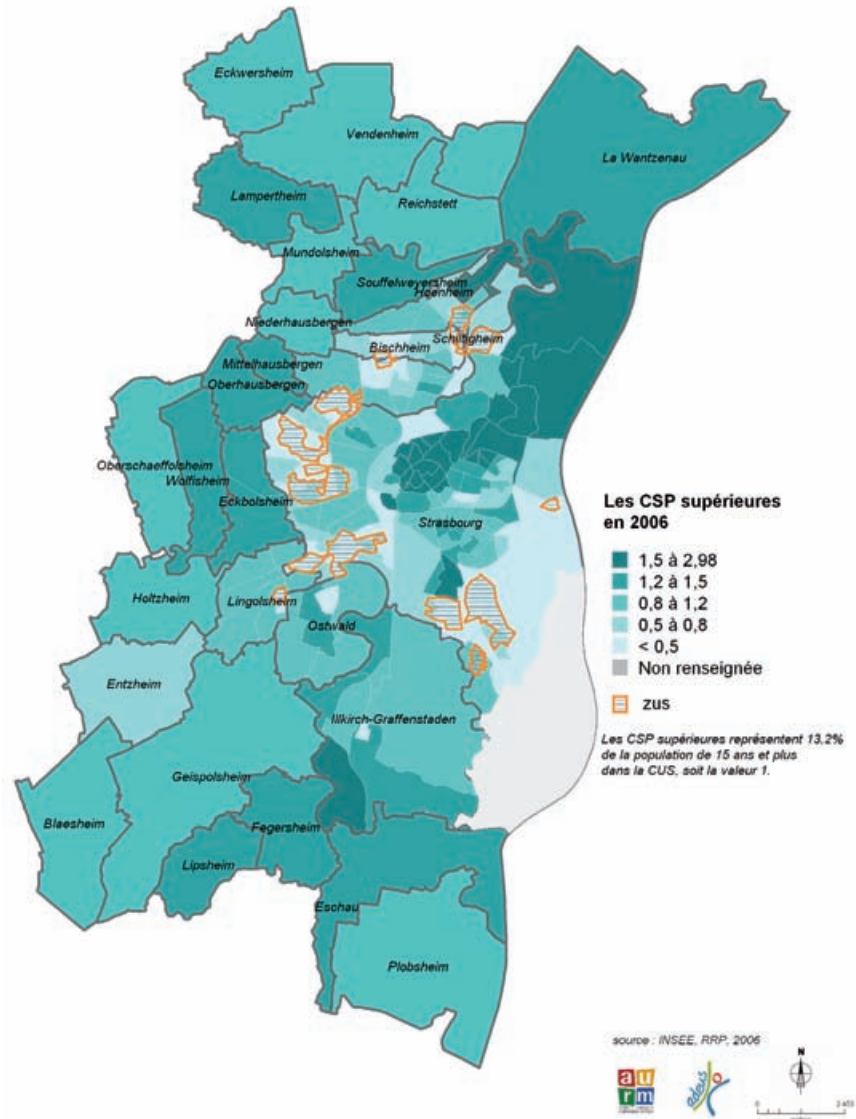 Eckwersheim
Vendenheim
La Wantzenau
Lampertheim
Reichstett
Mundolsheim
Souffelweyersheim
Hoenheim
Niederhausbergen
Schiltigheim
Bischheim
Mittelhausbergen
Oberhausbergen
Oberschaeffolsheim
Wolfisheim
Eckbolsheim
Strasbourg
Les CSP supérieures
en 2006
1,5 à 2,98
1,2 à 1,5
0,8 à 1,2
0,5 à 0,8
< 0,5
Non renseignée
zus
Les CSP supérieures représentent 13,2%
de la population de 15 ans et plus
dans la CUS, soit la valeur 1.
Holtzheim
Lingolsheim
Ostwald
Entzheim
Illkirch-Graffenstaden
Geispolsheim
Blaesheim
Fegersheim
Lipsheim
Eschau
Plobsheim
source : INSEE, RRP, 2006
N
au
rm
adeus
0